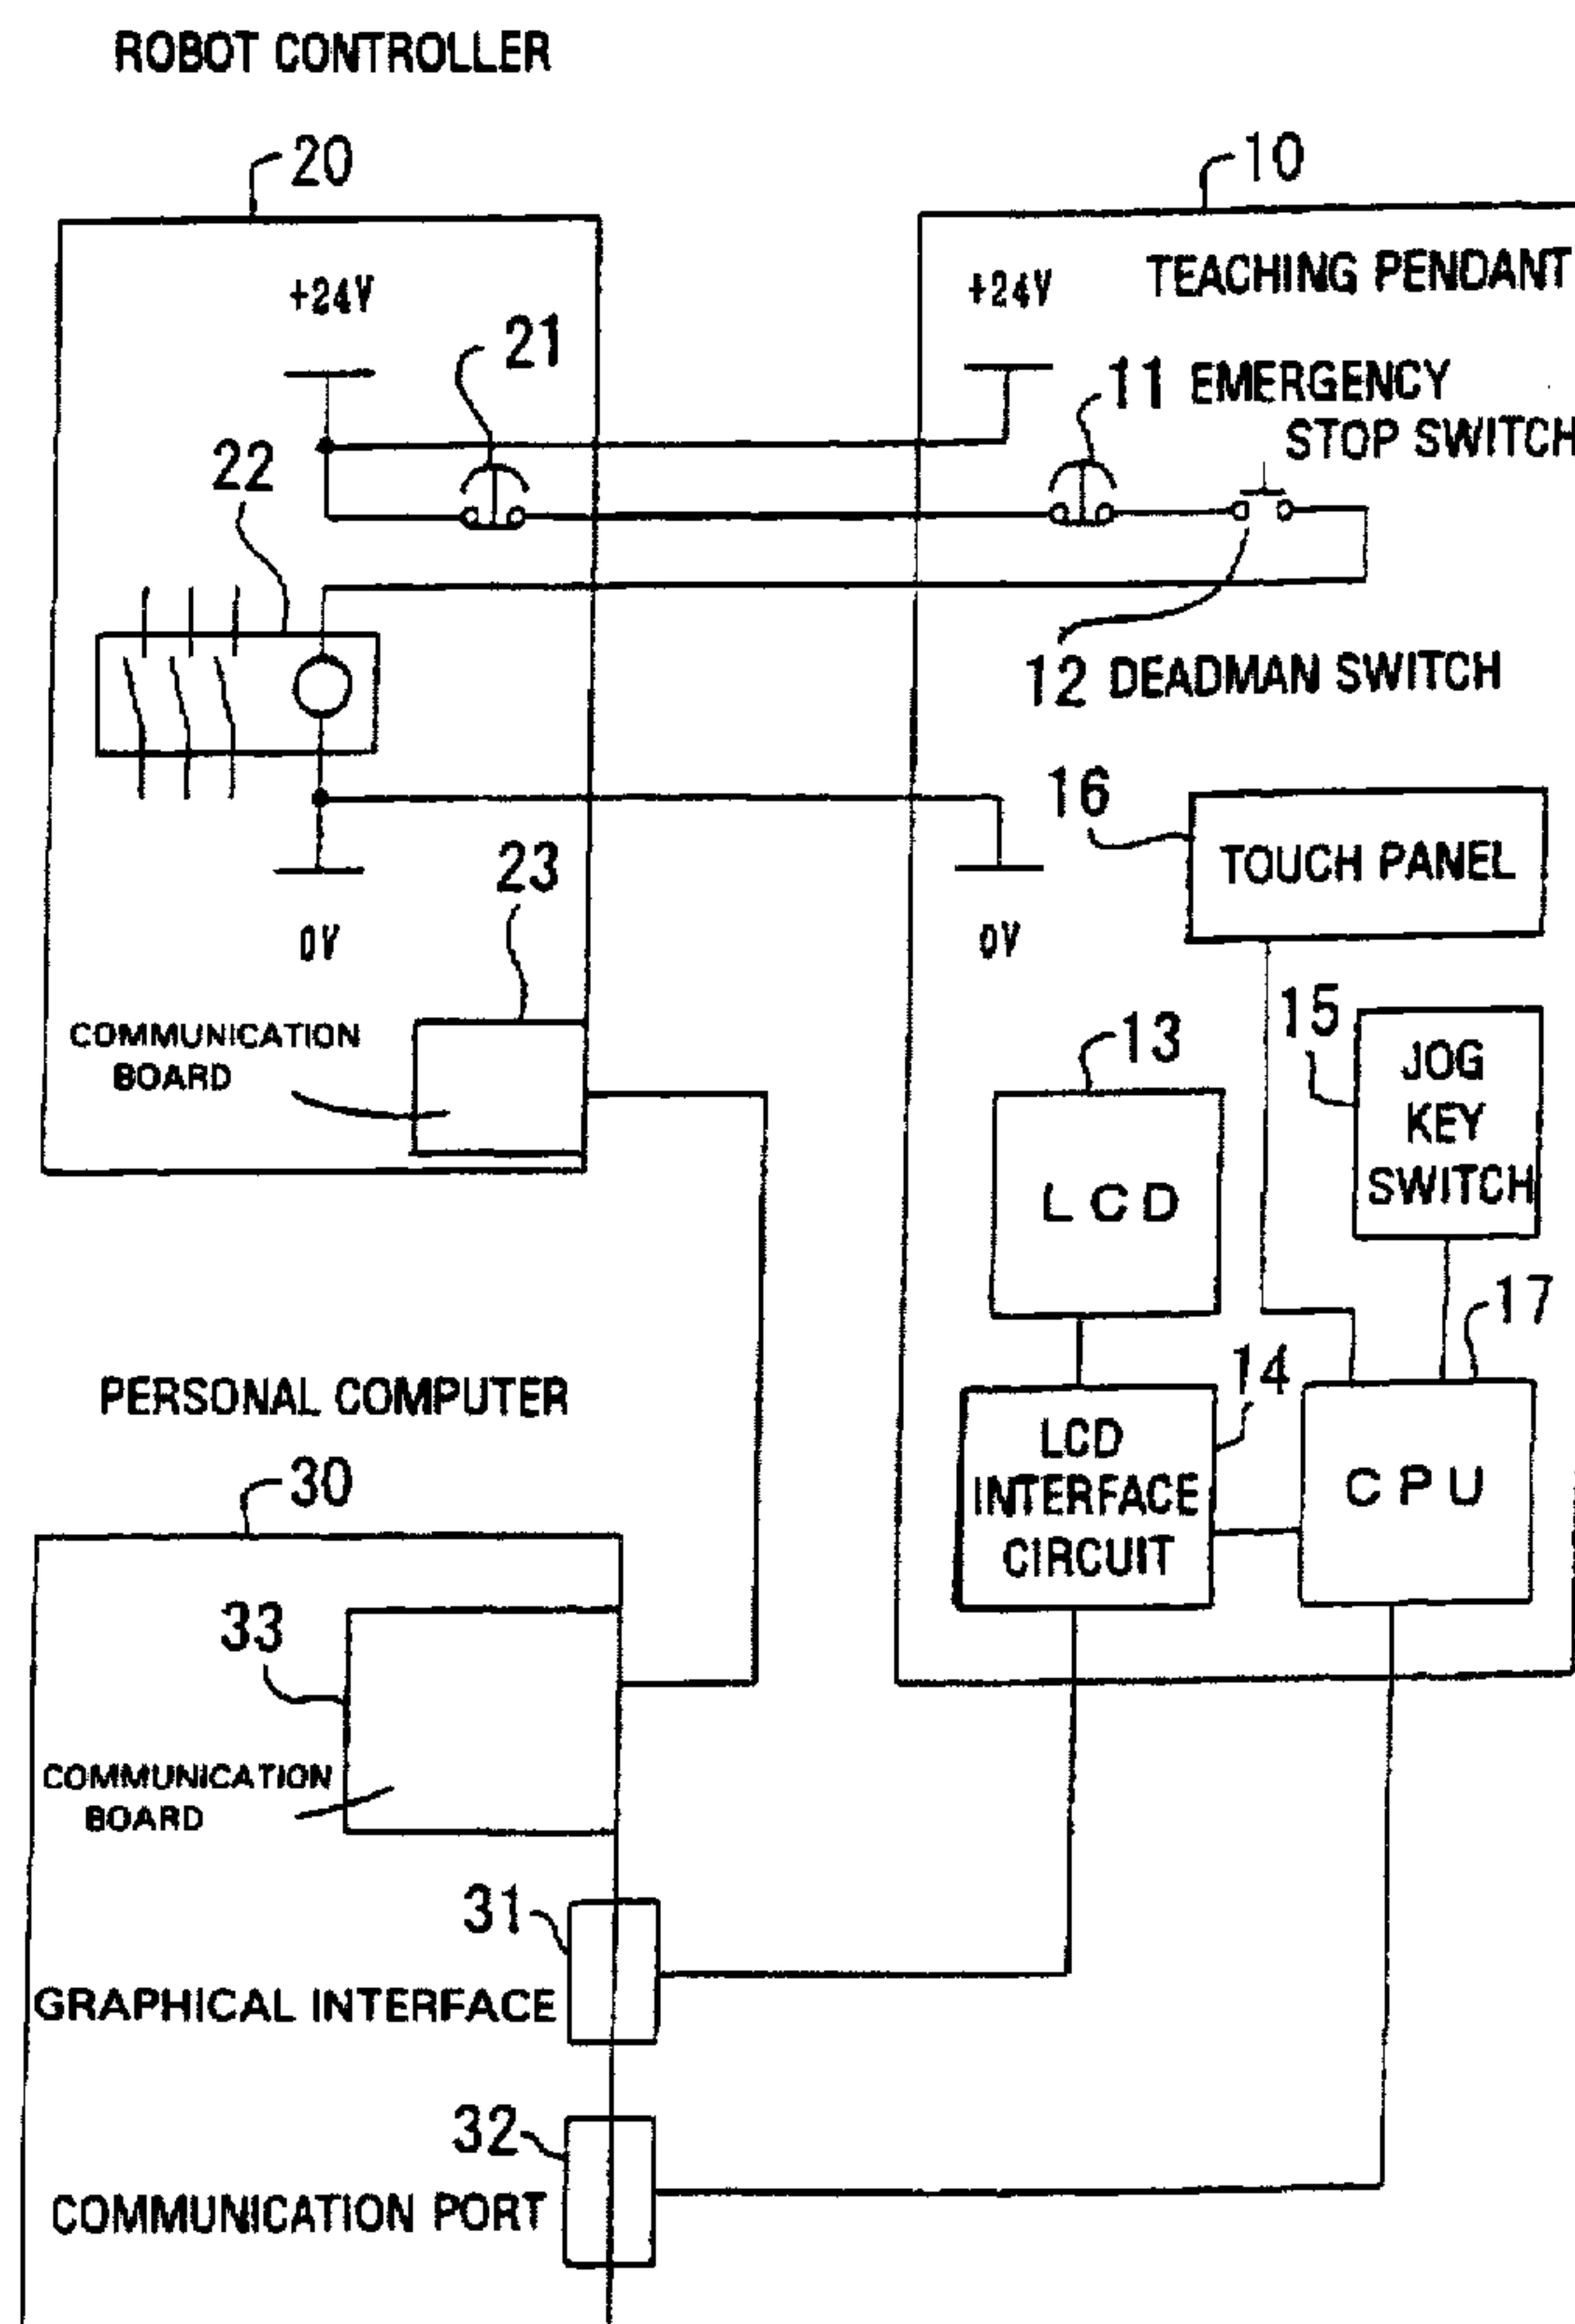 ROBOT CONTROLLER
20
10
+24V
+24V
TEACHING PENDANT
21
11 EMERGENCY
STOP SWITCH
22
12 DEADMAN SWITCH
16
TOUCH PANEL
23
0V
0V
COMMUNICATION
BOARD
13
LCD
15
JOG
KEY
SWITCH
17
14
LCD
INTERFACE
CIRCUIT
CPU
PERSONAL COMPUTER
30
33
COMMUNICATION
BOARD
31
GRAPHICAL INTERFACE
32
COMMUNICATION PORT